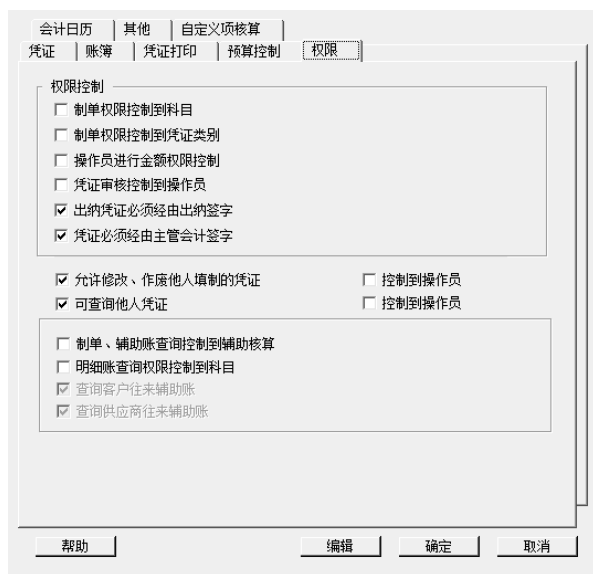 会计日历 其他 自定义项核算
凭证 账簿 凭证打印 预算控制 权限
权限控制
制单权限控制到科目
制单权限控制到凭证类别
操作员进行金额权限控制
凭证审核控制到操作员
出纳凭证必须经由出纳签字
凭证必须经由主管会计签字
允许修改、作废他人填制的凭证 控制到操作员
可查询他人凭证 控制到操作员
制单、辅助账查询控制到辅助核算
明细账查询权限控制到科目
查询客户往来辅助账
查询供应商往来辅助账
帮助 编辑 确定 取消